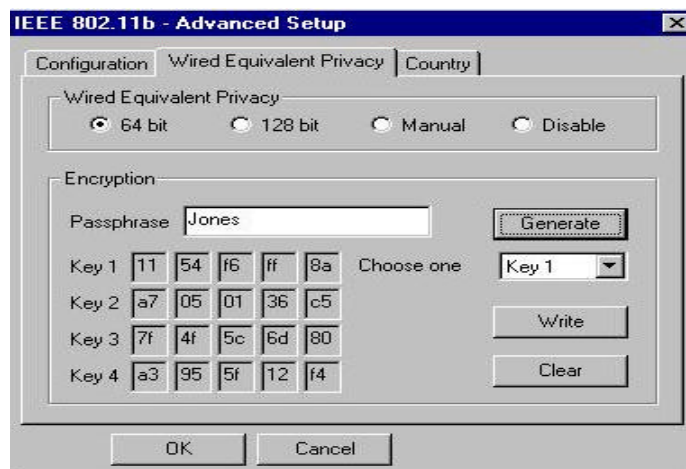 IEEE 802.11b - Advanced Setup
Configuration Wired Equivalent Privacy Country
Wired Equivalent Privacy
64 bit 128 bit Manual Disable
Encryption
Passphrase Jones Generate
Key 1 11 54 f6 ff 8a Choose one Key 1
Key 2 a7 05 01 36 c5
Write
Key 3 7f 4f 5c 6d 80
Key 4 a3 95 5f 12 f4 Clear
OK Cancel